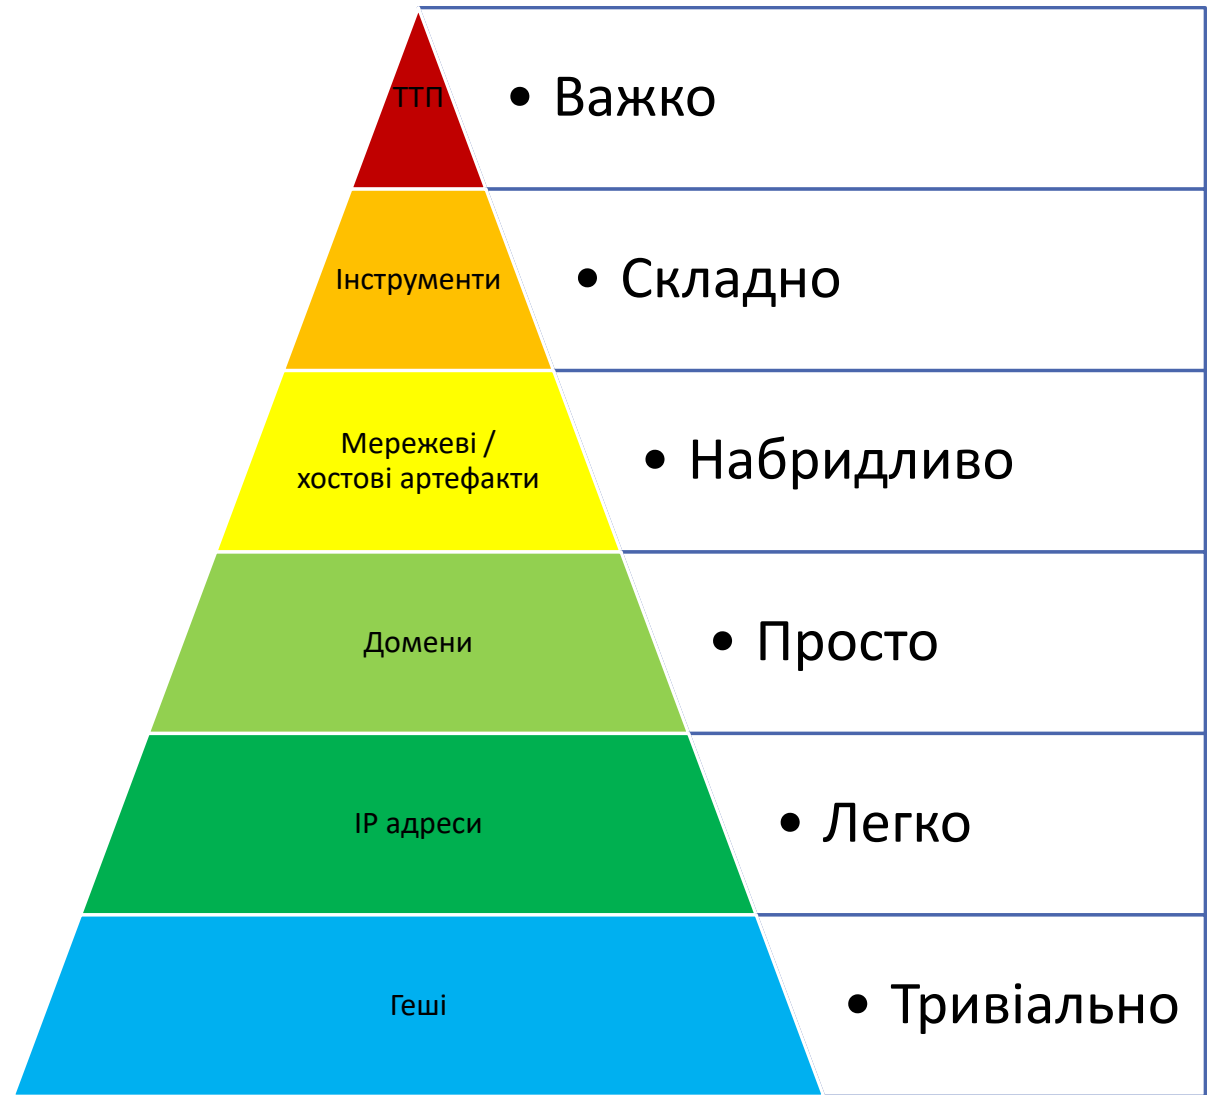 ТТП
• Важко
Інструменти
• Складно
Мережеві /
хостові артефакти
• Набридливо
Домени
• Просто
IP адреси
• Легко
Геші
• Тривіально